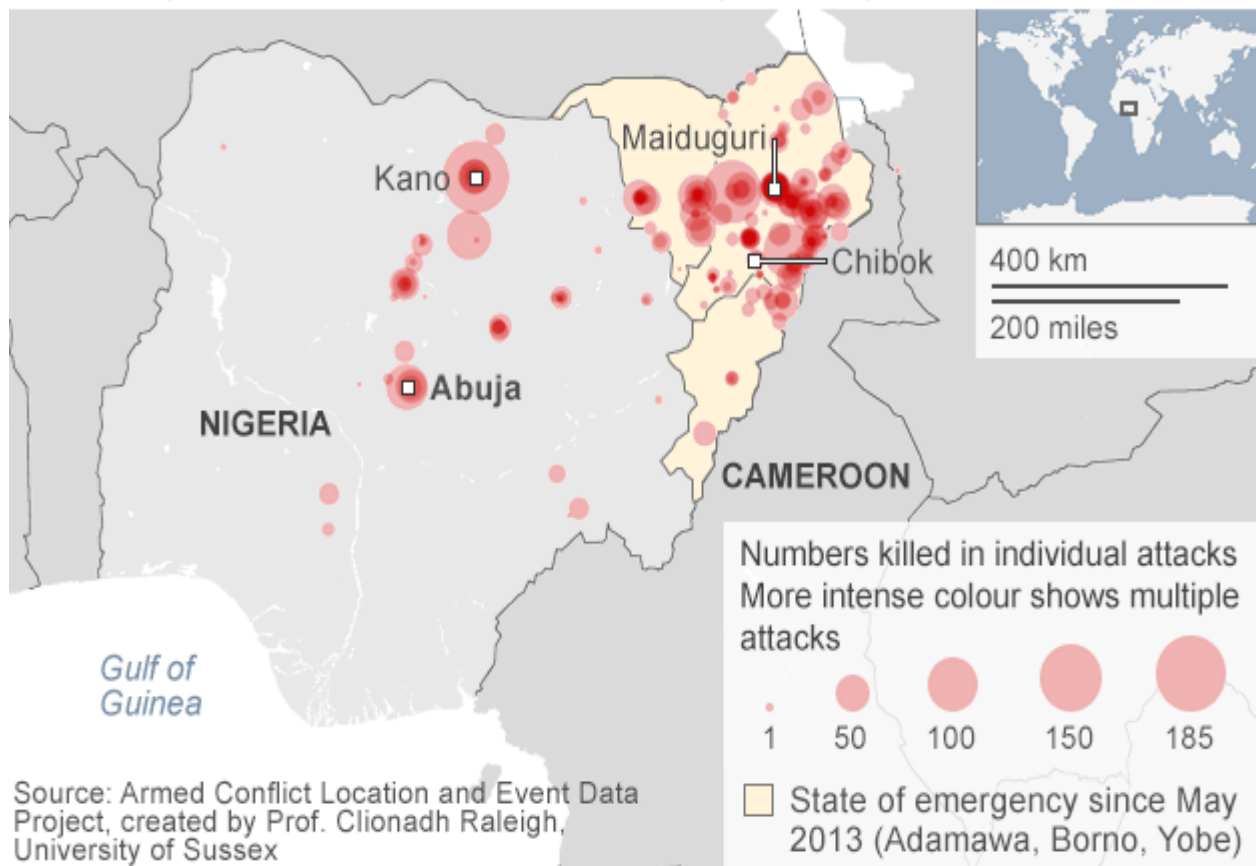 Maiduguri
Kano
Chibok
400 km
200 miles
Abuja
NIGERIA
CAMEROON
Numbers killed in individual attacks
More intense colour shows multiple
attacks
1 50 100 150 185
Gulf of
Guinea
State of emergency since May
2013 (Adamawa, Borno, Yobe)
Source: Armed Conflict Location and Event Data
Project, created by Prof. Clionadh Raleigh,
University of Sussex